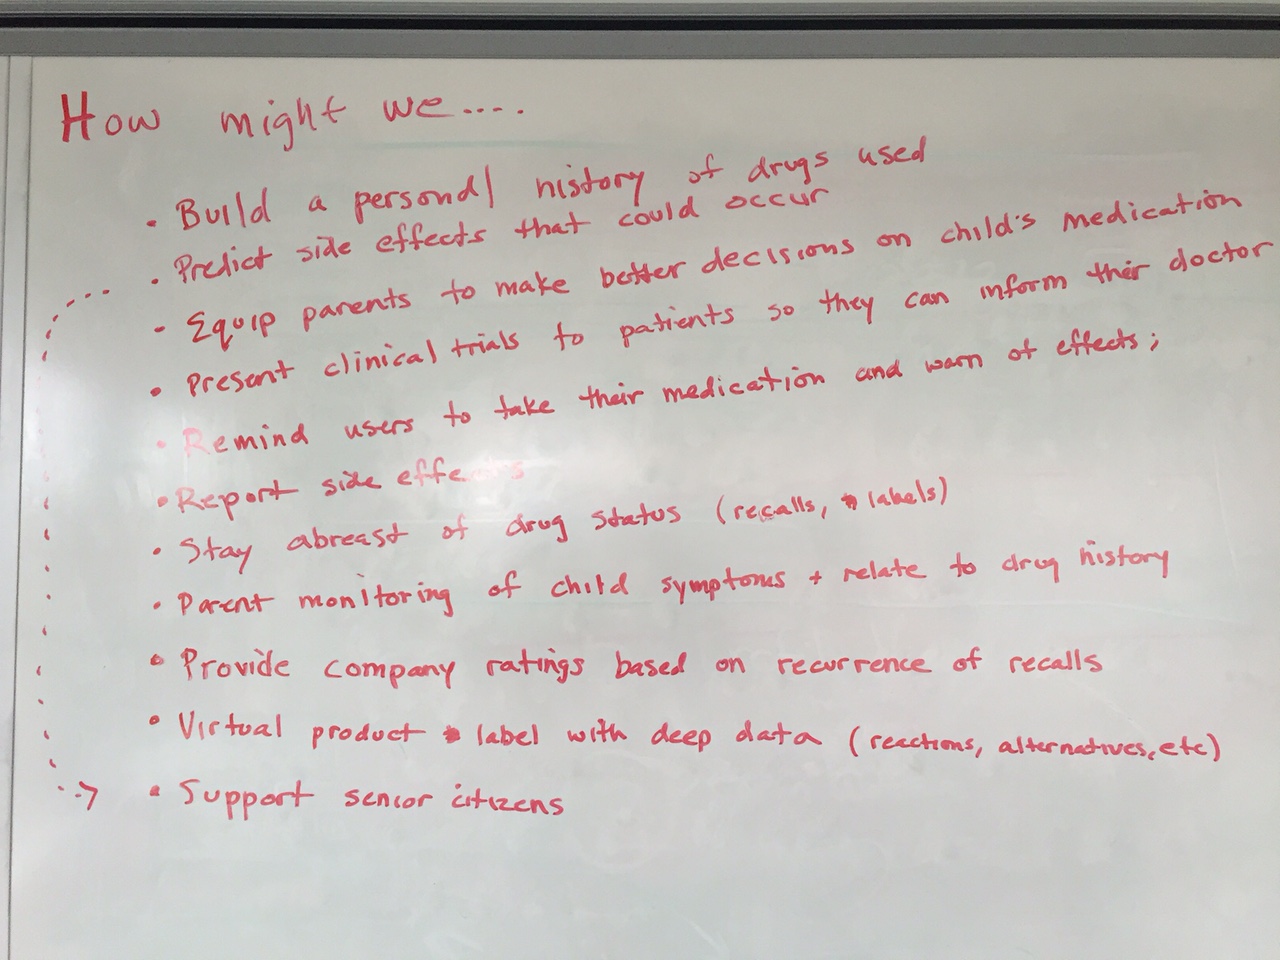 How might we....
• Build a personal history of drugs used
• Predict side effects that could occur
• Equip parents to make better decisions on child's medication
• Present clinical trials to patients so they can inform their doctor
• Remind users to take their medication and warn of effects;
• Report side effects
• Stay abreast of drug status (recalls, labels)
• Parent monitoring of child symptoms + relate to drug history
• Provide company ratings based on recurrence of recalls
• Virtual product label with deep data (reactions, alternatives, etc)
• Support senior citizens